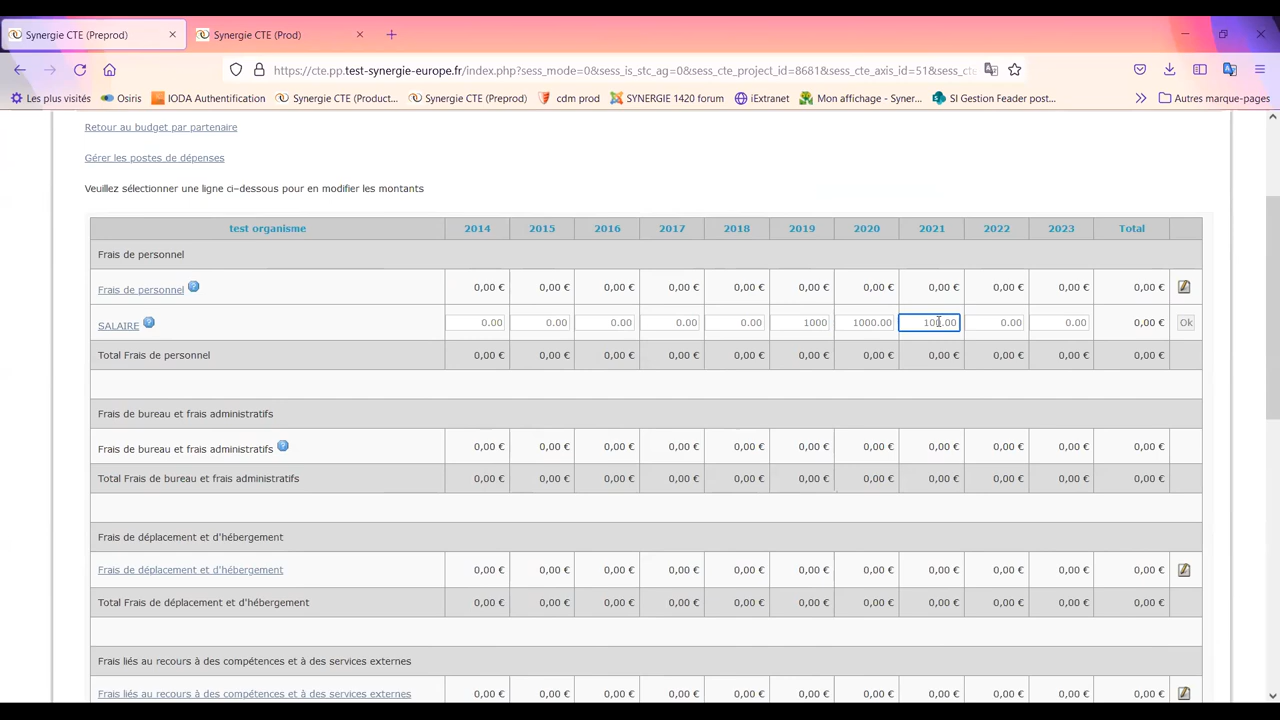 Synergie CTE (Preprod)
Synergie CTE (Prod)
https://cte.pp.test-synergie-europe.fr/index.php?sess_mode=0&sess_is_stc_ag=0&sess_cte_project_id=8681&sess_cte_axis_id=51&sess_cte
Les plus visités
Osiris
IODA Authentification
Synergie CTE (Product...
Synergie CTE (Preprod)
cdm prod
SYNERGIE 1420 forum
iExtranet
Mon affichage - Syner...
SI Gestion Feader post...
Autres marque-pages
Retour au budget par partenaire
Gérer les postes de dépenses
Veuillez sélectionner une ligne ci-dessous pour en modifier les montants
test organisme 2014 2015 2016 2017 2018 2019 2020 2021 2022 2023 Total
Frais de personnel
Frais de personnel 0,00 € 0,00 € 0,00 € 0,00 € 0,00 € 0,00 € 0,00 € 0,00 € 0,00 € 0,00 € 0,00 €
SALAIRE 0.00 0.00 0.00 0.00 0.00 1000 1000.00 100.00 0.00 0.00 0,00 € Ok
Total Frais de personnel 0,00 € 0,00 € 0,00 € 0,00 € 0,00 € 0,00 € 0,00 € 0,00 € 0,00 € 0,00 € 0,00 €
Frais de bureau et frais administratifs
Frais de bureau et frais administratifs 0,00 € 0,00 € 0,00 € 0,00 € 0,00 € 0,00 € 0,00 € 0,00 € 0,00 € 0,00 € 0,00 €
Total Frais de bureau et frais administratifs 0,00 € 0,00 € 0,00 € 0,00 € 0,00 € 0,00 € 0,00 € 0,00 € 0,00 € 0,00 € 0,00 €
Frais de déplacement et d'hébergement
Frais de déplacement et d'hébergement 0,00 € 0,00 € 0,00 € 0,00 € 0,00 € 0,00 € 0,00 € 0,00 € 0,00 € 0,00 € 0,00 €
Total Frais de déplacement et d'hébergement 0,00 € 0,00 € 0,00 € 0,00 € 0,00 € 0,00 € 0,00 € 0,00 € 0,00 € 0,00 € 0,00 €
Frais liés au recours à des compétences et à des services externes
Frais liés au recours à des compétences et à des services externes 0,00 € 0,00 € 0,00 € 0,00 € 0,00 € 0,00 € 0,00 € 0,00 € 0,00 € 0,00 € 0,00 €